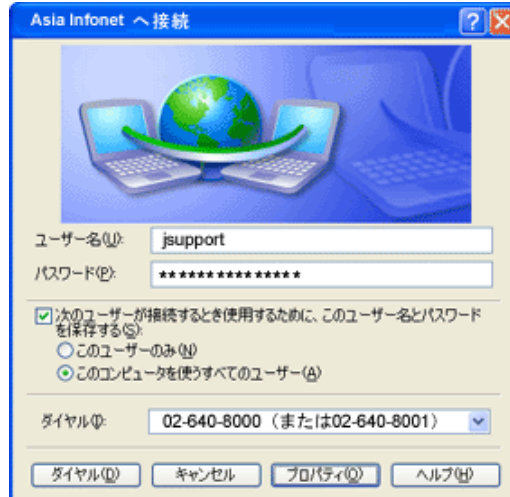 Asia Infonet へ接続
ユーザー名(U):
jsupport
パスワード(P):
***************
次のユーザーが接続するとき使用するために、このユーザー名とパスワード
を保存する(S):
このユーザーのみ(N)
このコンピュータを使うすべてのユーザー(A)
ダイヤル(I):
02-640-8000（または02-640-8001）
ダイヤル(D)
キャンセル
プロパティ(O)
ヘルプ(H)